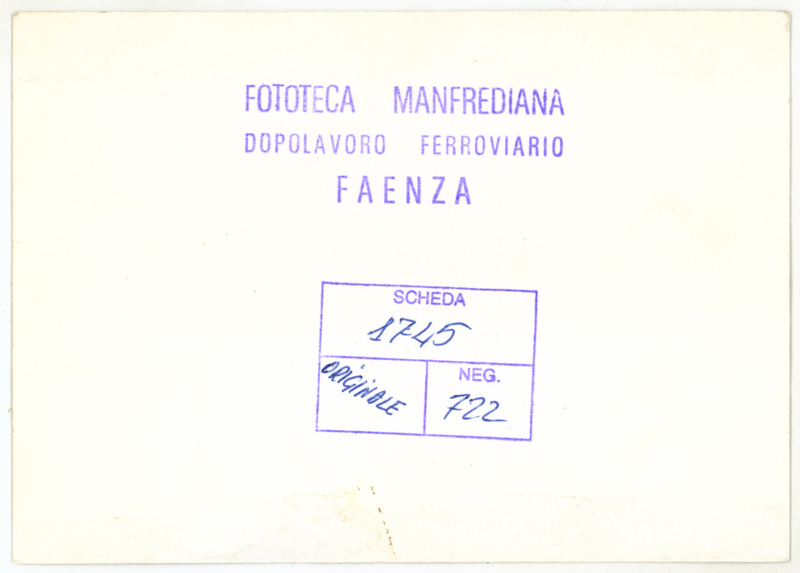 FOTOTECA MANFREDIANA
DOPOLAVORO FERROVIARIO
FAENZA
SCHEDA
1745
ORIGINALE
NEG.
722